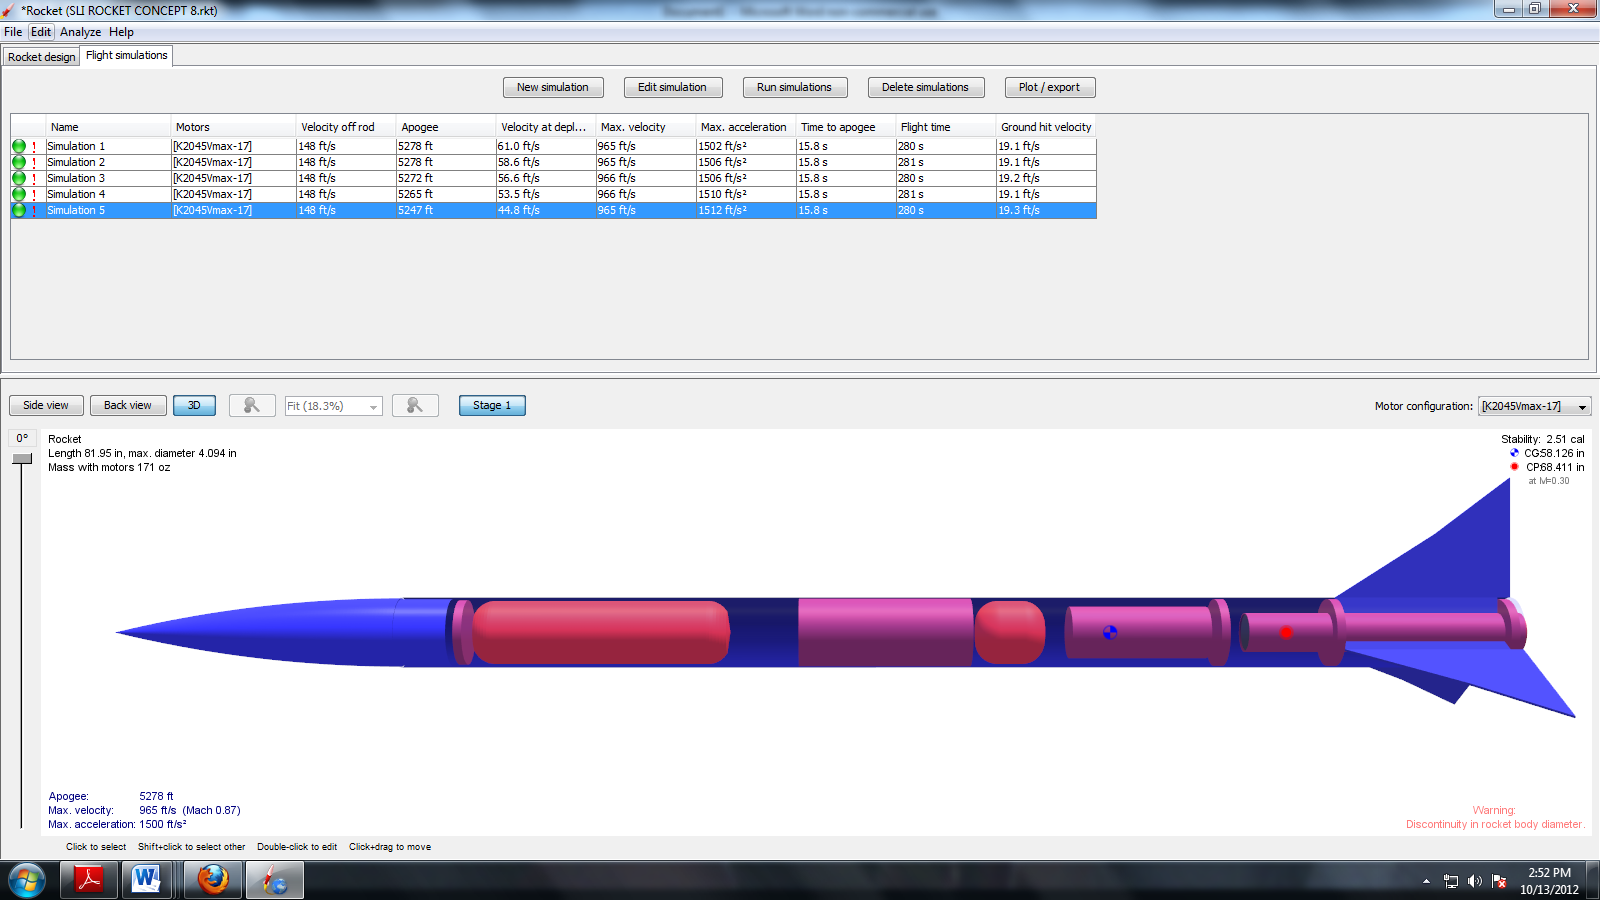 *Rocket (SLI ROCKET CONCEPT 8.rkt)
File Edit Analyze Help
Rocket design Flight simulations
New simulation Edit simulation Run simulations Delete simulations Plot / export
Name Motors Velocity off rod Apogee Velocity at depl... Max. velocity Max. acceleration Time to apogee Flight time Ground hit velocity
! Simulation 1 [K2045Vmax-17] 148 ft/s 5278 ft 61.0 ft/s 965 ft/s 1502 ft/s² 15.8 s 280 s 19.1 ft/s
! Simulation 2 [K2045Vmax-17] 148 ft/s 5278 ft 58.6 ft/s 965 ft/s 1506 ft/s² 15.8 s 281 s 19.1 ft/s
! Simulation 3 [K2045Vmax-17] 148 ft/s 5272 ft 56.6 ft/s 966 ft/s 1506 ft/s² 15.8 s 280 s 19.2 ft/s
! Simulation 4 [K2045Vmax-17] 148 ft/s 5265 ft 53.5 ft/s 966 ft/s 1510 ft/s² 15.8 s 281 s 19.1 ft/s
! Simulation 5 [K2045Vmax-17] 148 ft/s 5247 ft 44.8 ft/s 965 ft/s 1512 ft/s² 15.8 s 280 s 19.3 ft/s
Side view Back view 3D Fit (18.3%) Stage 1 Motor configuration: [K2045Vmax-17]
0°
Rocket
Length 81.95 in, max. diameter 4.094 in
Mass with motors 171 oz
Stability: 2.51 cal
CG:58.126 in
CP:68.411 in
at M=0.30
Apogee: 5278 ft
Max. velocity: 965 ft/s (Mach 0.87)
Max. acceleration: 1500 ft/s²
Warning:
Discontinuity in rocket body diameter.
Click to select Shift+click to select other Double-click to edit Click+drag to move
2:52 PM
10/13/2012